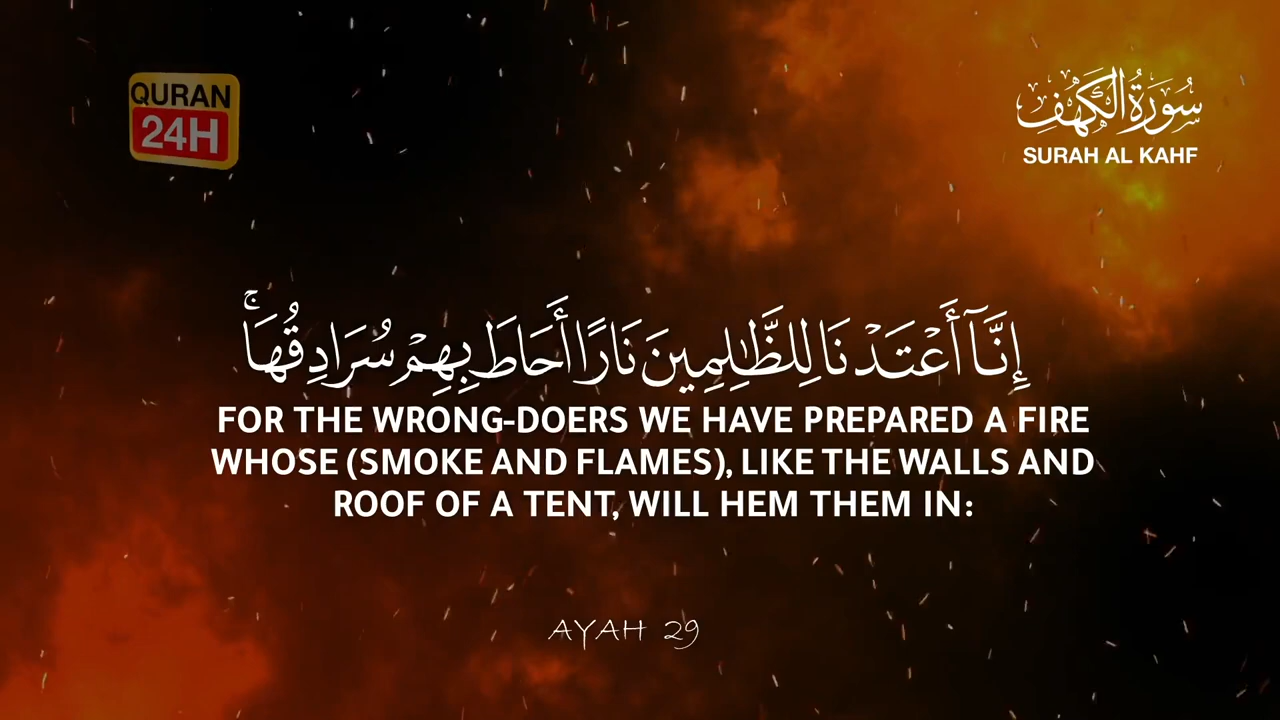 QURAN
24H
سُورَةُ الكَهْفِ
SURAH AL KAHF
إِنَّآ أَعْتَدْنَا لِلظَّٰلِمِينَ نَارًا أَحَاطَ بِهِمْ سُرَادِقُهَاۚ
FOR THE WRONG-DOERS WE HAVE PREPARED A FIRE
WHOSE (SMOKE AND FLAMES), LIKE THE WALLS AND
ROOF OF A TENT, WILL HEM THEM IN:
AYAH 29